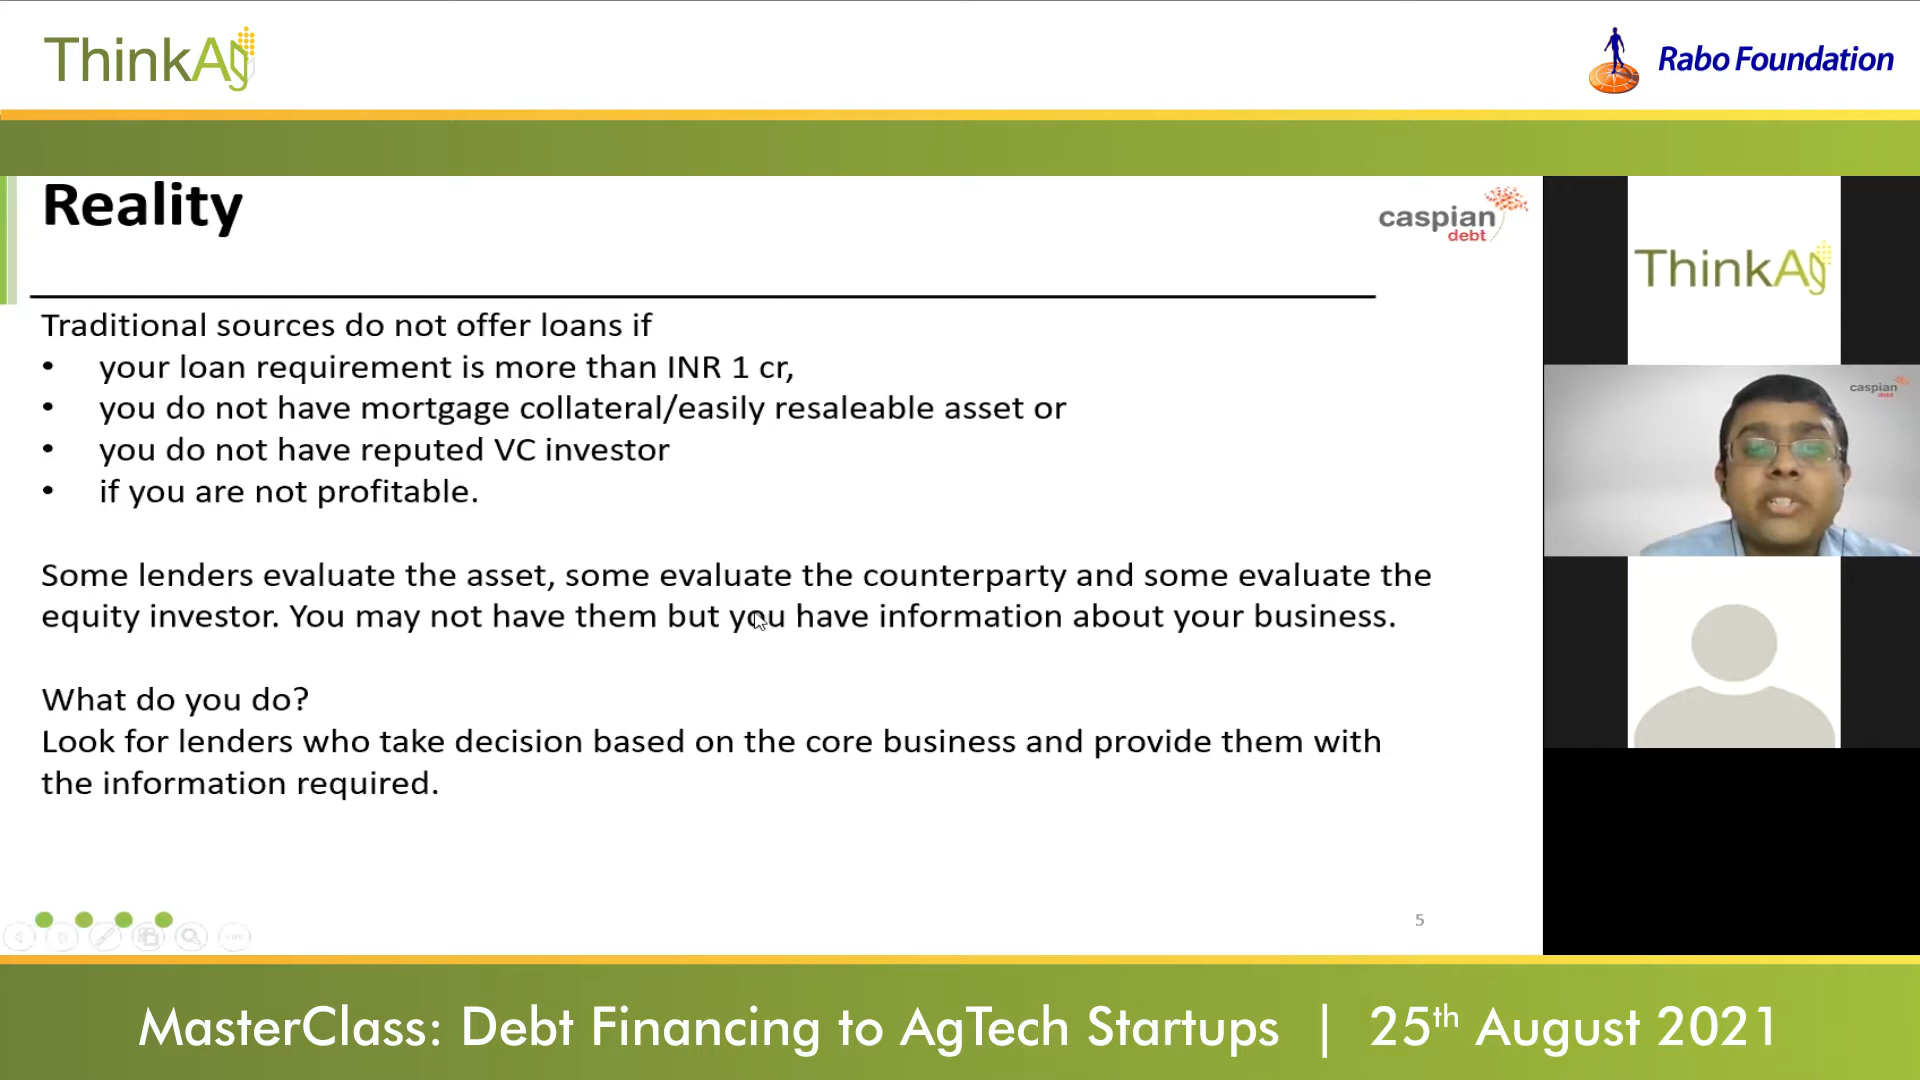 ThinkAg
Rabo Foundation
Reality
caspian
debt
Traditional sources do not offer loans if
• your loan requirement is more than INR 1 cr,
• you do not have mortgage collateral/easily resaleable asset or
• you do not have reputed VC investor
• if you are not profitable.
Some lenders evaluate the asset, some evaluate the counterparty and some evaluate the
equity investor. You may not have them but you have information about your business.
What do you do?
Look for lenders who take decision based on the core business and provide them with
the information required.
5
ThinkAg
caspian
debt
MasterClass: Debt Financing to AgTech Startups | 25th August 2021